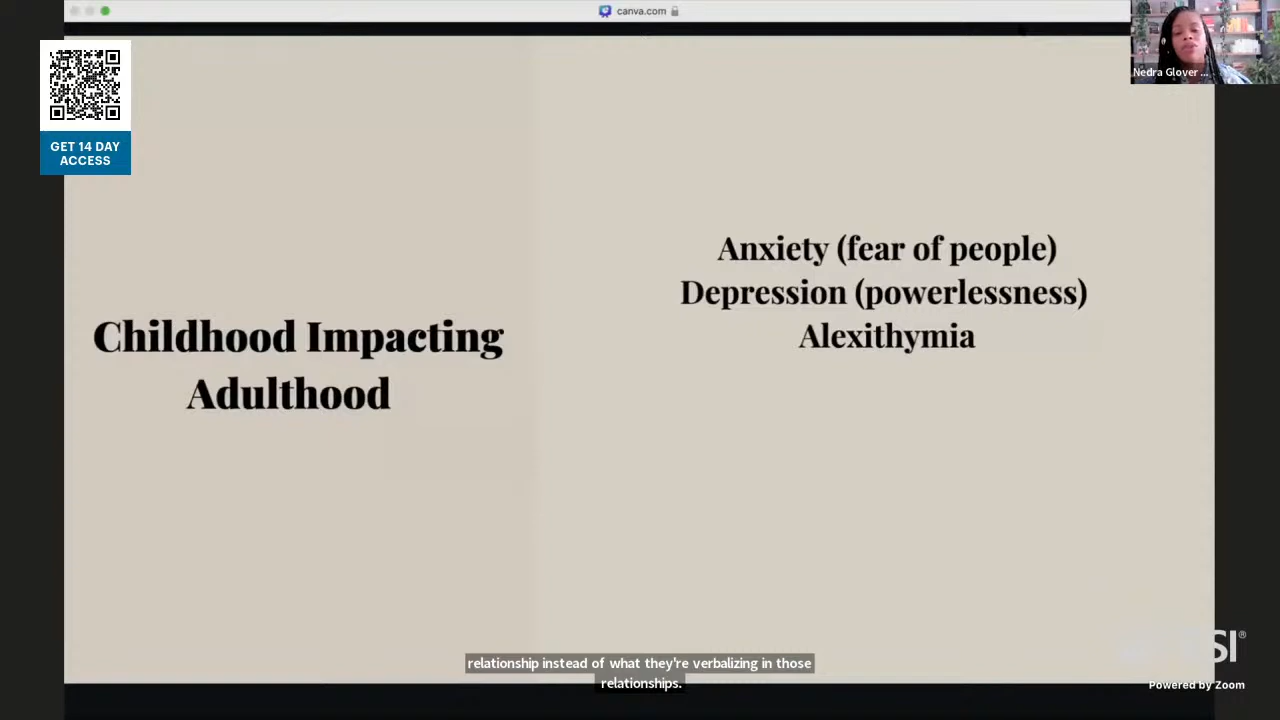 canva.com
Nedra Glover ...
GET 14 DAY
ACCESS
Anxiety (fear of people)
Depression (powerlessness)
Alexithymia
Childhood Impacting
Adulthood
relationship instead of what they're verbalizing in those
relationships.
SI®
Powered by Zoom